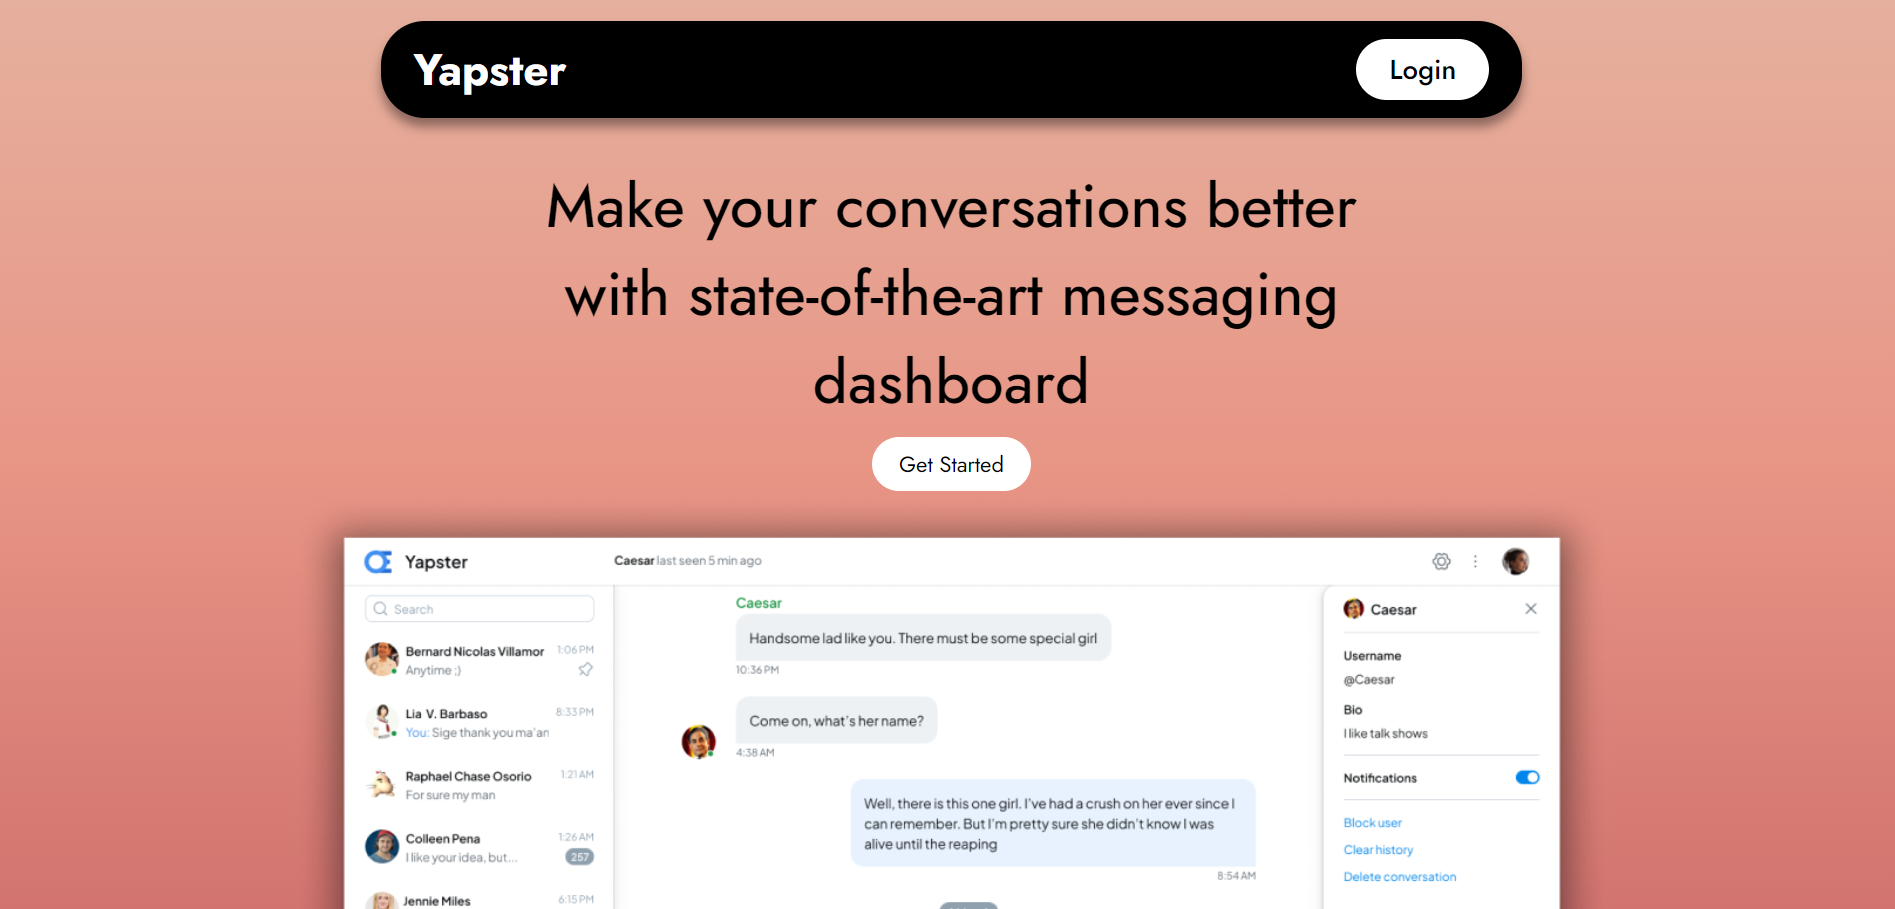 Yapster
Login
Make your conversations better
with state-of-the-art messaging
dashboard
Get Started
Yapster
Caesar last seen 5 min ago
Search
Bernard Nicolas Villamor 1:06 PM
Anytime ;)
Lia V. Barbaso 8:33 PM
You: Sige thank you ma'am
Raphael Chase Osorio 1:21 AM
For sure my man
Colleen Pena 1:26 AM
I like your idea, but... 257
Jennie Miles 6:15 PM
Caesar
Handsome lad like you. There must be some special girl
10:36 PM
Come on, what's her name?
4:38 AM
Well, there is this one girl. I've had a crush on her ever since I
can remember. But I'm pretty sure she didn't know I was
alive until the reaping
8:54 AM
Caesar
Username
@Caesar
Bio
I like talk shows
Notifications
Block user
Clear history
Delete conversation